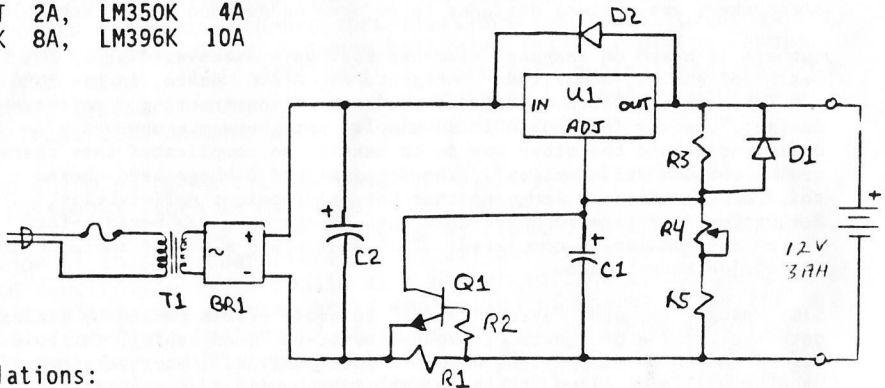 T 2A, LM350K 4A
K 8A, LM396K 10A
D2
U1
IN OUT
ADJ
+
R3
D1
+
+
+
~
-
T1
BR1
C2
Q1
R2
C1
R4
R5
12V
3AH
R1
lations: